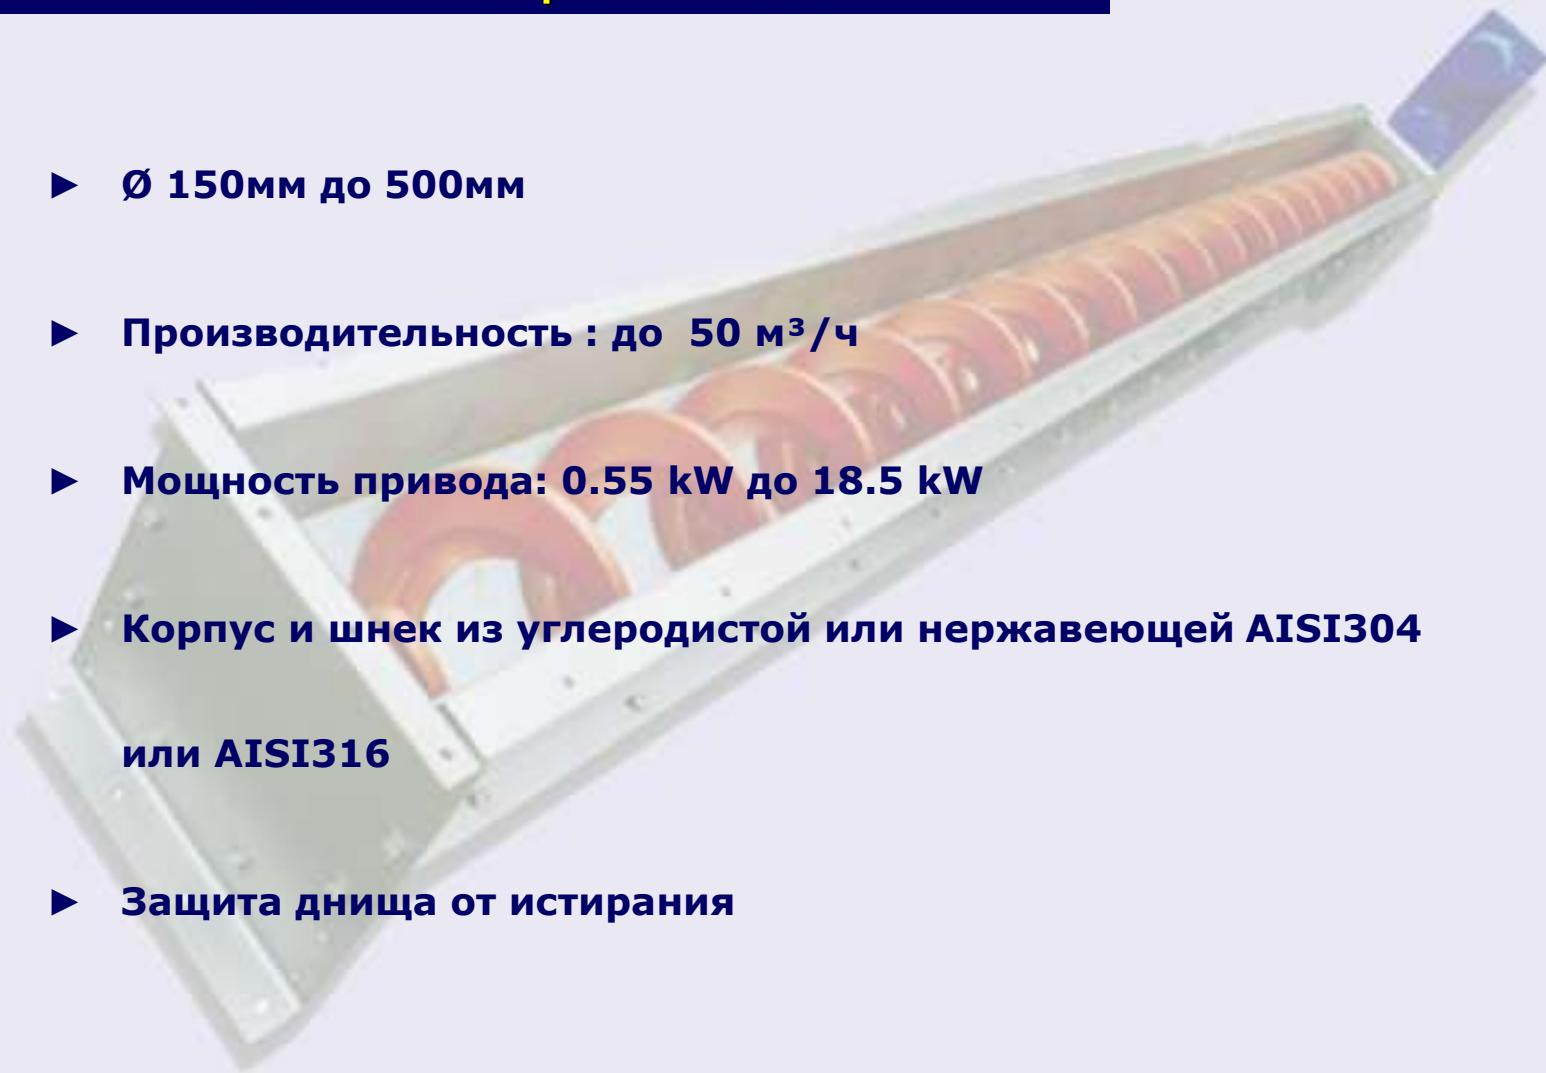 ► Ø 150мм до 500мм
► Производительность : до 50 м³/ч
► Мощность привода: 0.55 kW до 18.5 kW
► Корпус и шнек из углеродистой или нержавеющей AISI304
или AISI316
► Защита днища от истирания